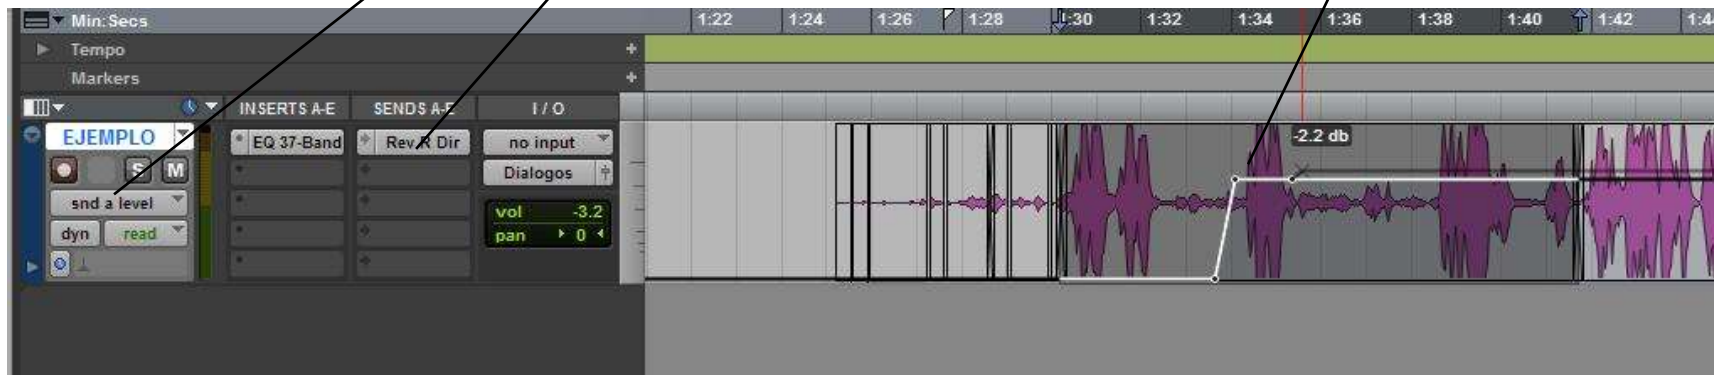 Min:Secs 1:22 1:24 1:26 1:28 1:30 1:32 1:34 1:36 1:38 1:40 1:42 1:4
Tempo +
Markers +
INSERTS A-E SENDS A-E I / O
EJEMPLO EQ 37-Band Rev R Dir no input -2.2 db
S M Dialogos
snd a level vol -3.2
dyn read pan 0